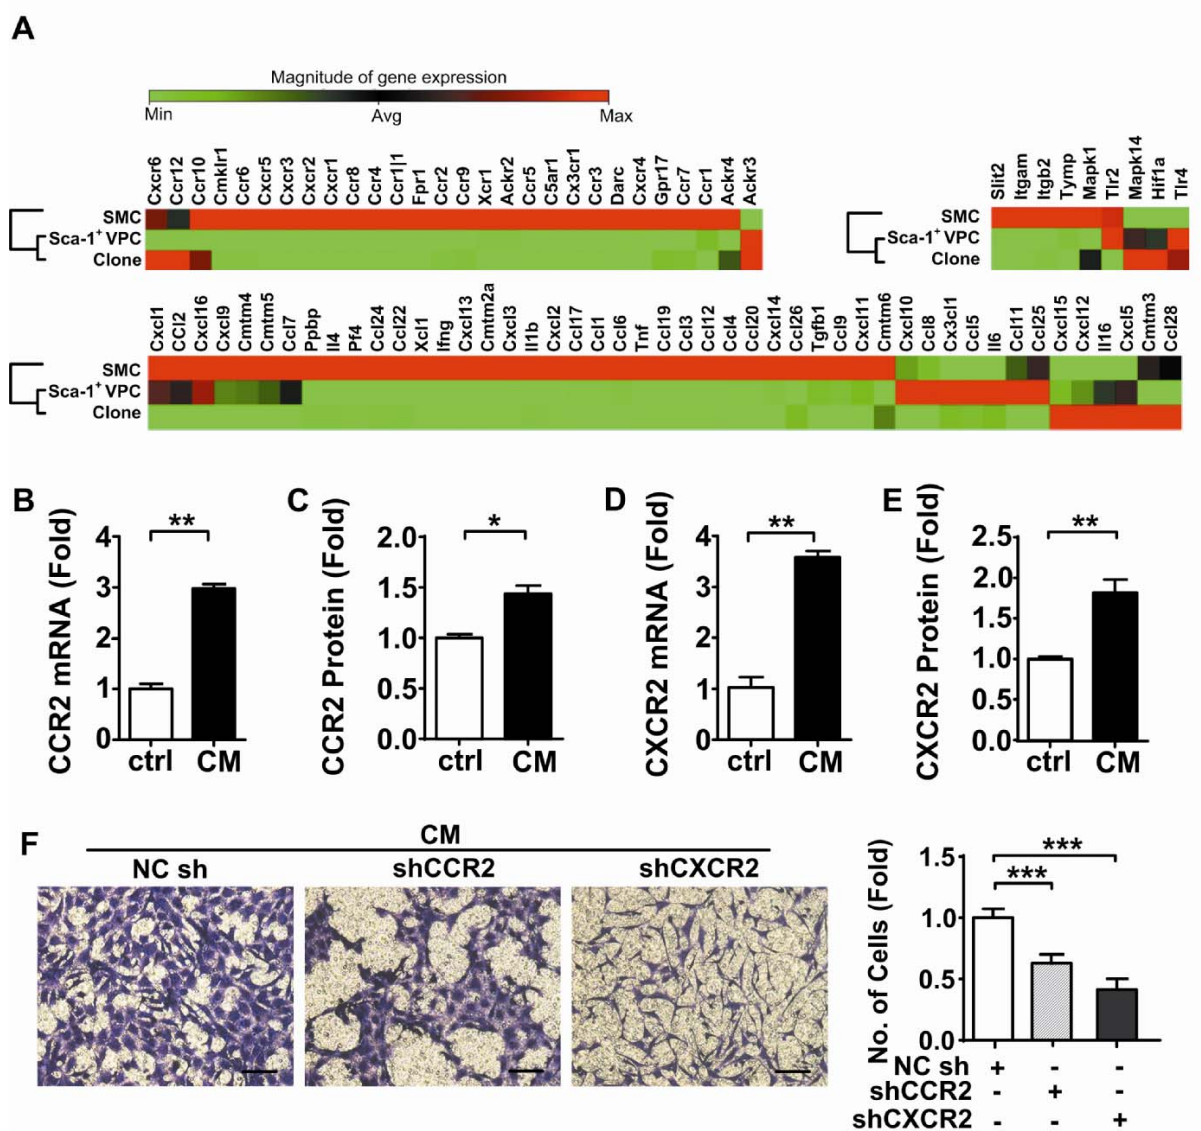 A
Magnitude of gene expression
Min Avg Max
Cxcr6 Ccr12 Ccr10 Cmklr1 Ccr6 Cxcr5 Cxcr3 Cxcr2 Cxcr1 Ccr8 Ccr4 Ccr1|1 Fpr1 Ccr2 Ccr9 Xcr1 Ackr2 Ccr5 C5ar1 Cx3cr1 Ccr3 Darc Cxcr4 Gpr17 Ccr7 Ccr1 Ackr4 Ackr3
SMC
Sca-1+ VPC
Clone
Slit2 Itgam Itgb2 Tymp Mapk1 Tlr2 Mapk14 Hif1a Tlr4
SMC
Sca-1+ VPC
Clone
Cxcl1 CCl2 Cxcl16 Cxcl9 Cmtm4 Cmtm5 Ccl7 Ppbp Il4 Pf4 Ccl24 Ccl22 Xcl1 Ifng Cxcl13 Cmtm2a Cxcl3 Il1b Cxcl2 Ccl17 Ccl1 Ccl6 Tnf Ccl19 Ccl3 Ccl12 Ccl4 Ccl20 Cxcl14 Ccl26 Tgfb1 Ccl9 Cxcl11 Cmtm6 Cxcl10 Ccl8 Cx3cl1 Ccl5 Il6 Ccl11 Ccl25 Cxcl15 Cxcl12 Il16 Cxcl5 Cmtm3 Ccl28
SMC
Sca-1+ VPC
Clone
B
CCR2 mRNA (Fold)
4
3
2
1
0
**
ctrl CM
C
CCR2 Protein (Fold)
2.0
1.5
1.0
0.5
0.0
*
ctrl CM
D
CXCR2 mRNA (Fold)
4
3
2
1
0
**
ctrl CM
E
CXCR2 Protein (Fold)
2.5
2.0
1.5
1.0
0.5
0.0
**
ctrl CM
F
CM
NC sh shCCR2 shCXCR2
No. of Cells (Fold)
1.5
1.0
0.5
0.0
***
***
NC sh + - -
shCCR2 - + -
shCXCR2 - - +